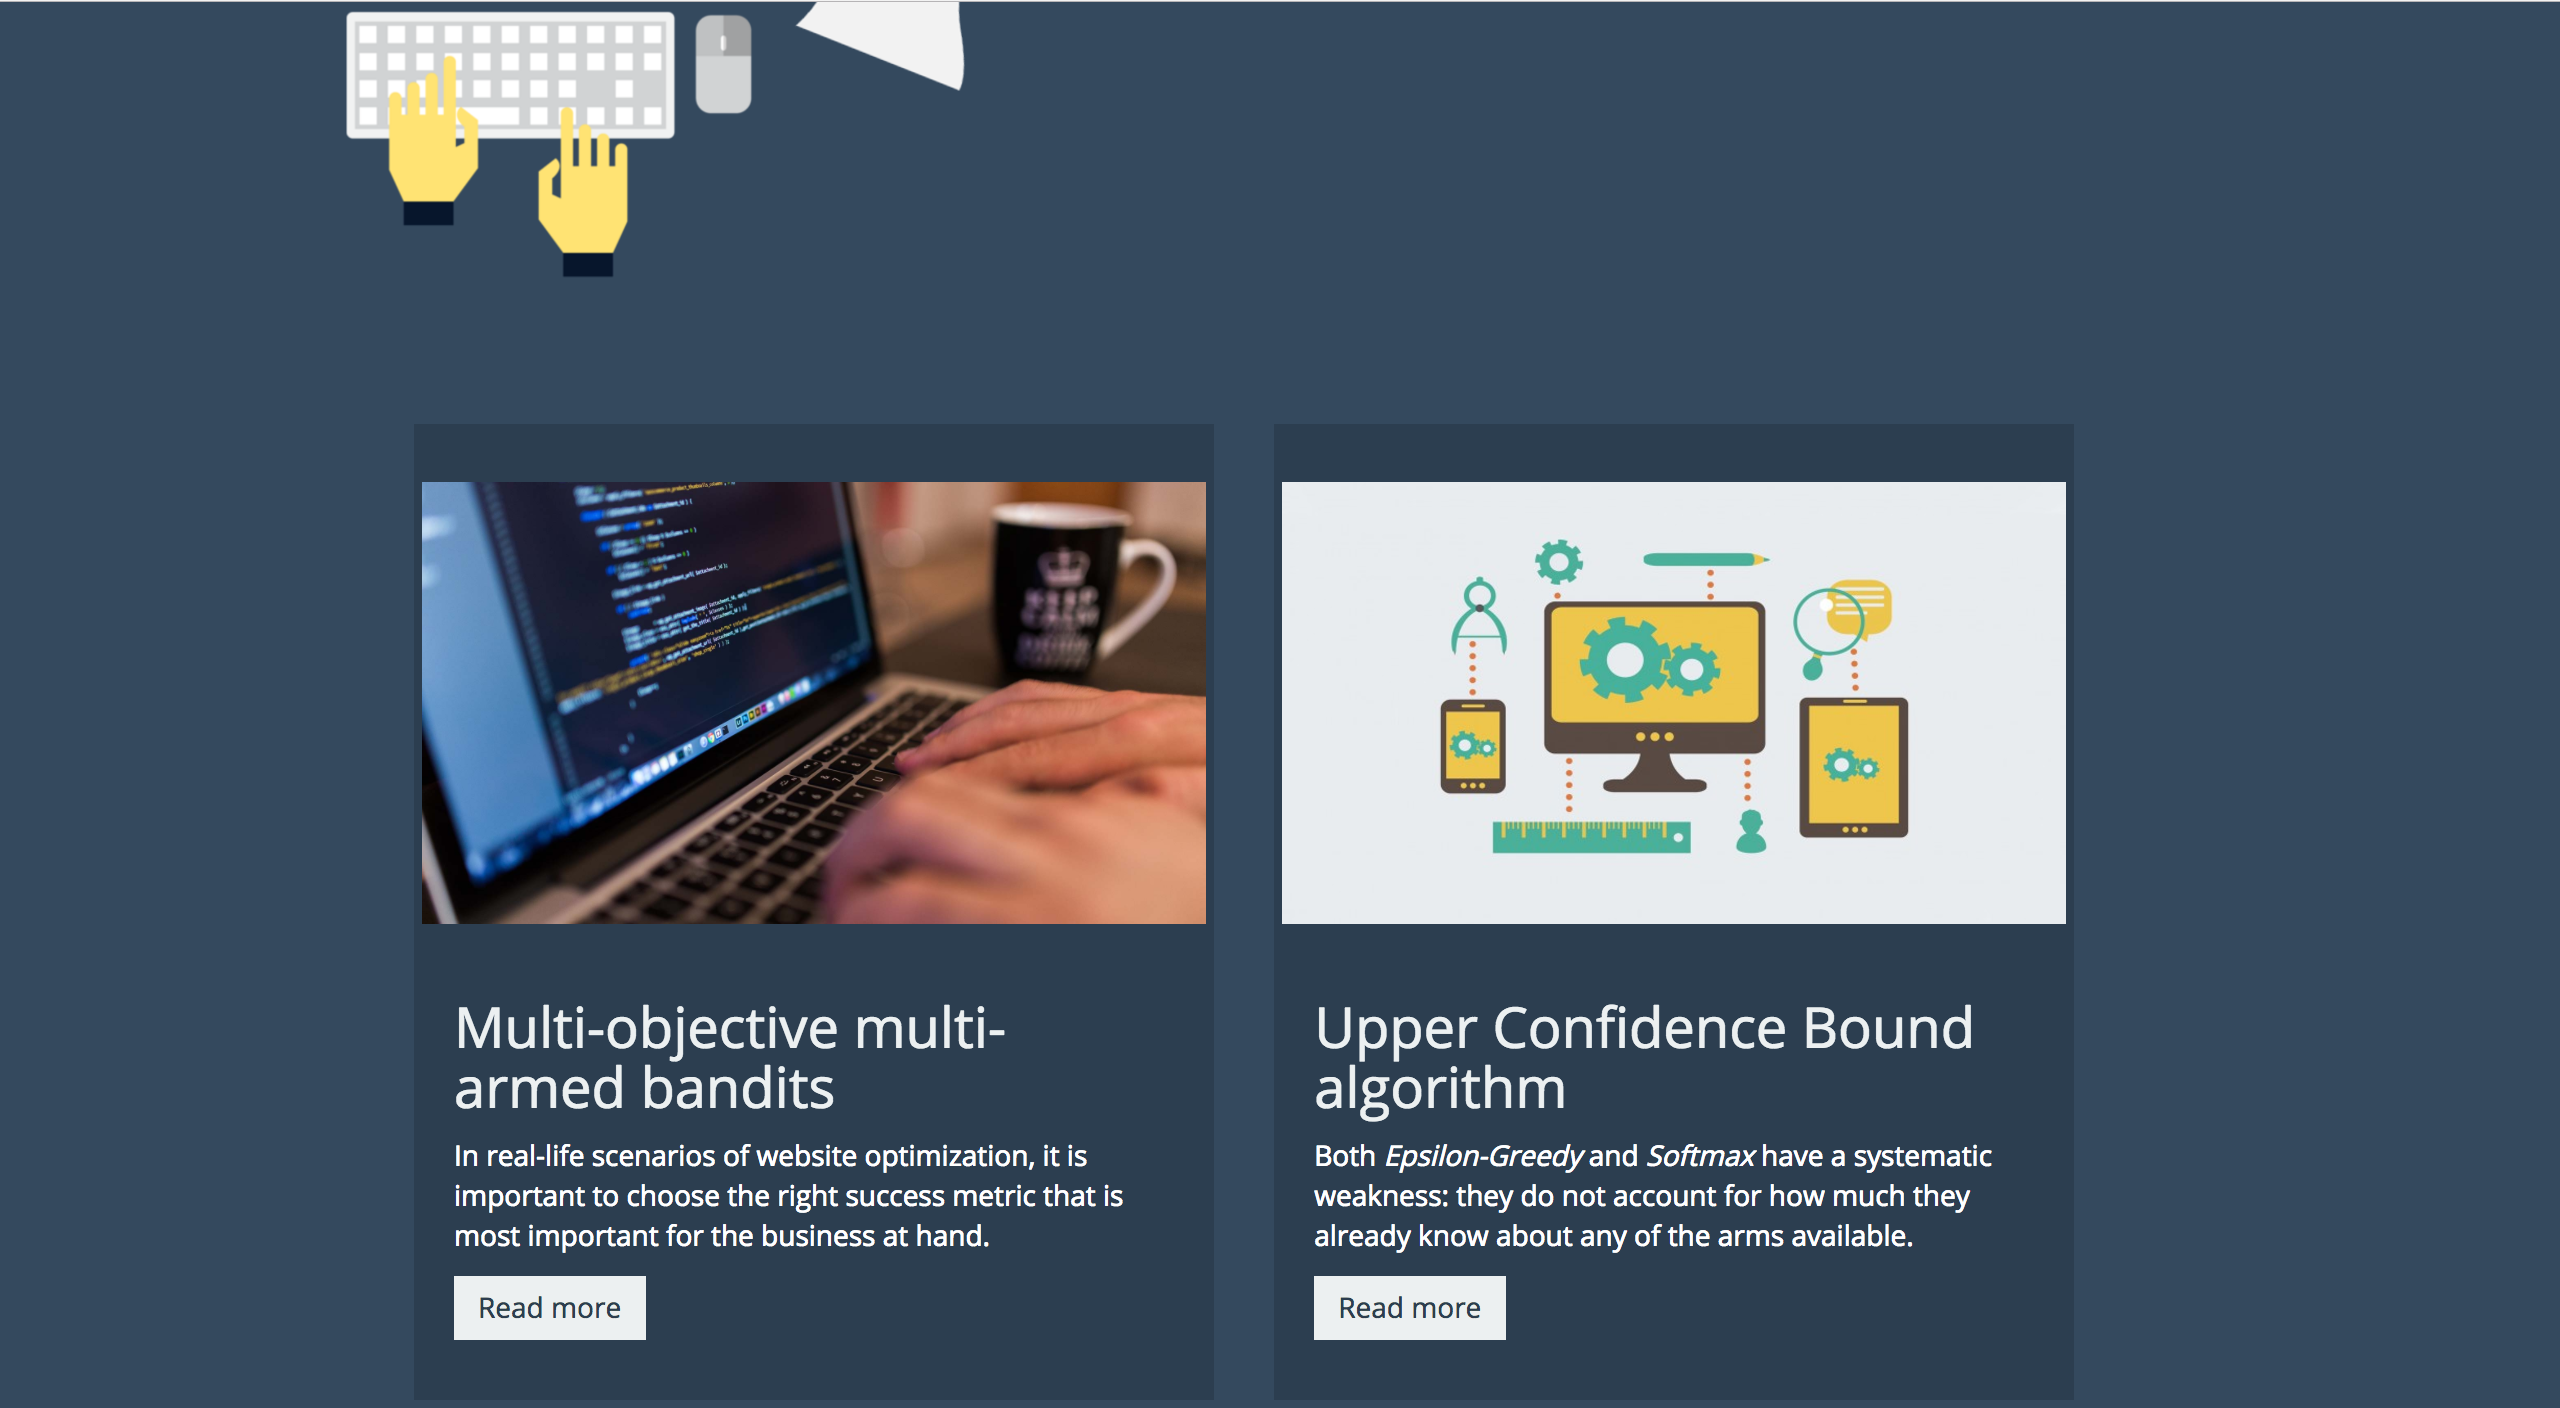 KEEP
CALM
Multi-objective multi-
armed bandits
In real-life scenarios of website optimization, it is
important to choose the right success metric that is
most important for the business at hand.
Read more
Upper Confidence Bound
algorithm
Both Epsilon-Greedy and Softmax have a systematic
weakness: they do not account for how much they
already know about any of the arms available.
Read more